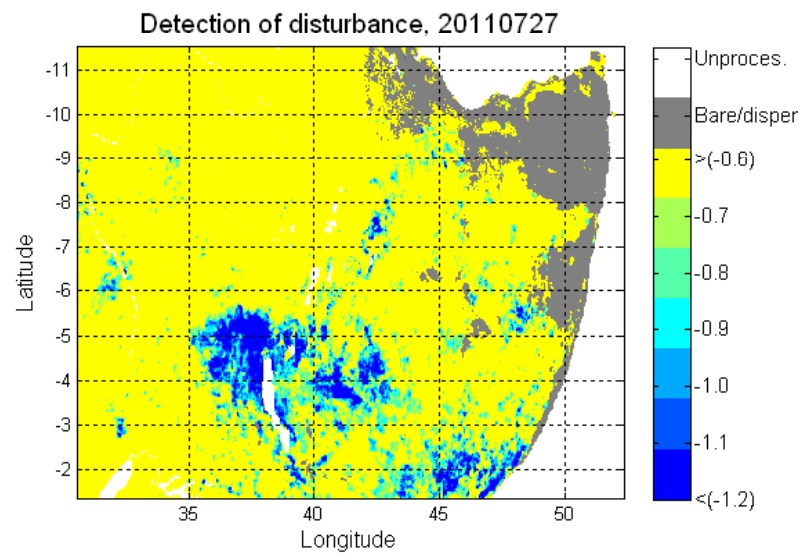 Detection of disturbance, 20110727
-11
-10
-9
-8
-7
-6
-5
-4
-3
-2
Latitude
35 40 45 50
Longitude
Unproces.
Bare/disper
>(-0.6)
-0.7
-0.8
-0.9
-1.0
-1.1
<(-1.2)